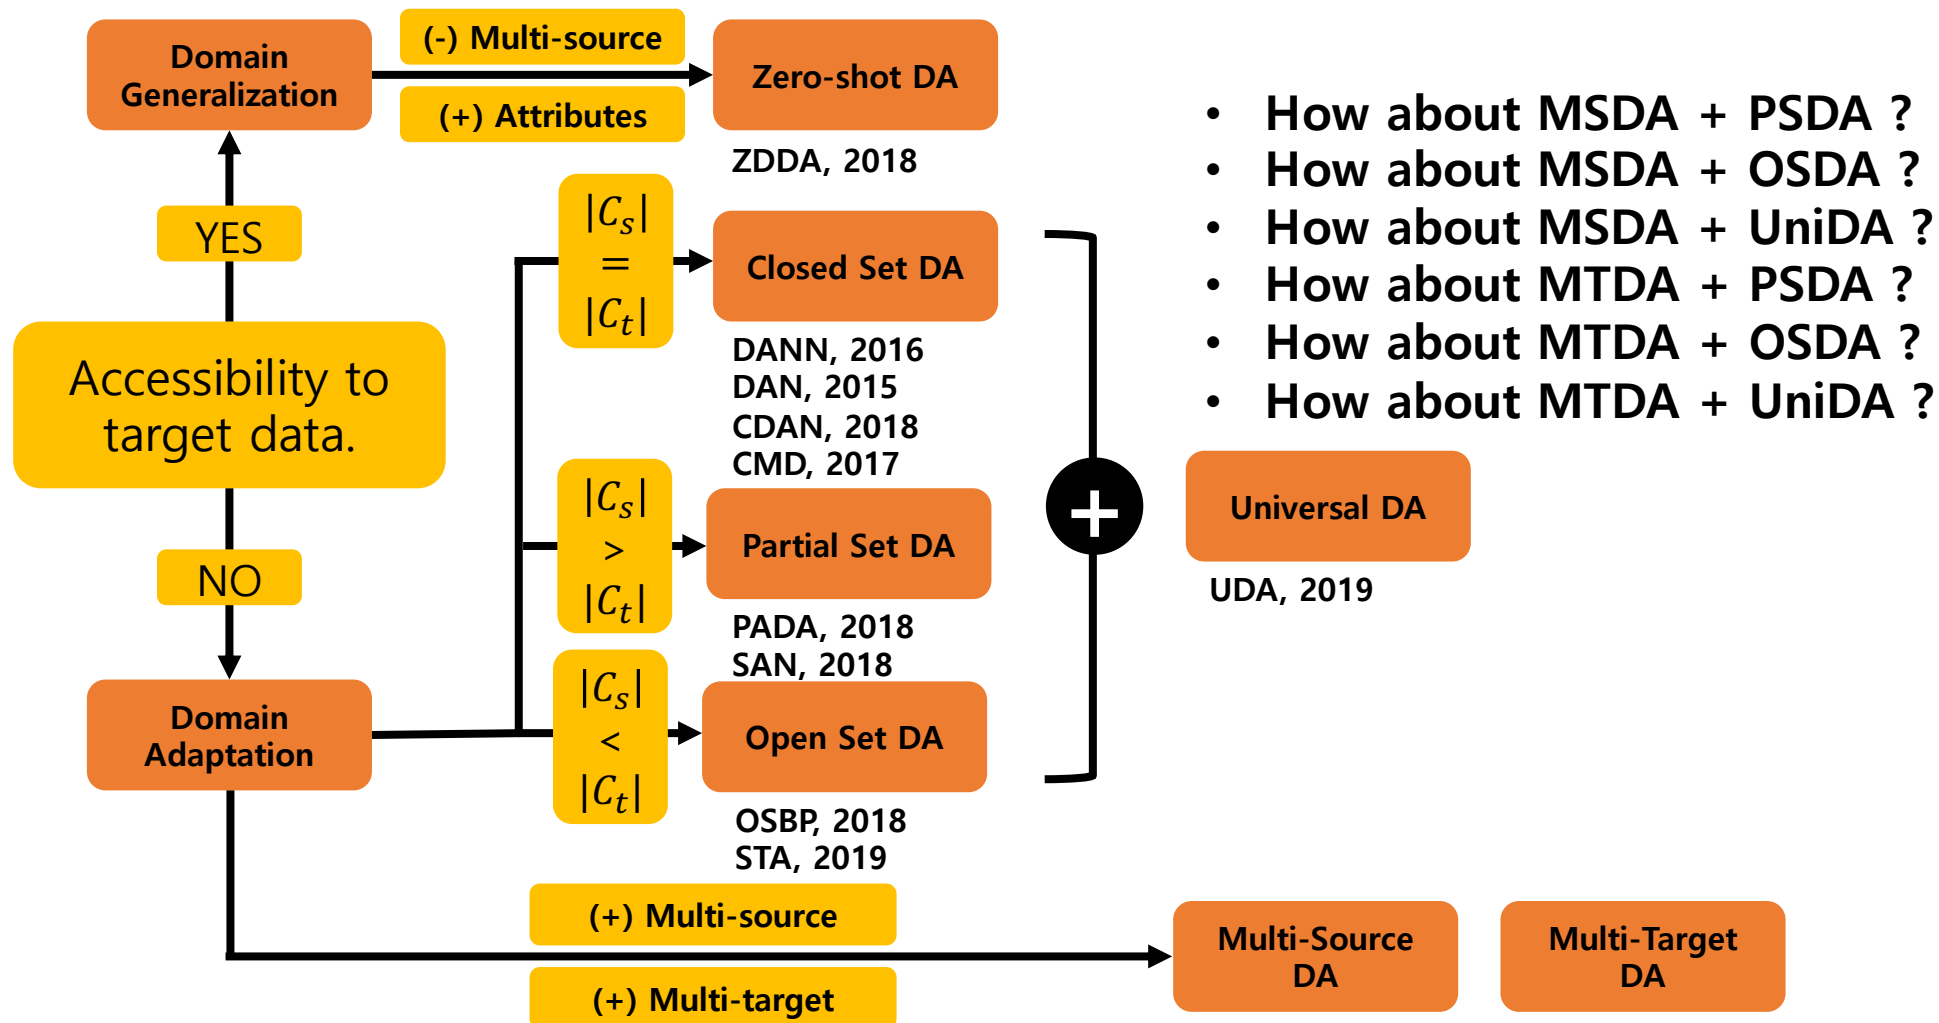 Domain
Generalization
(-) Multi-source
(+) Attributes
Zero-shot DA
ZDDA, 2018
YES
Accessibility to
target data.
NO
Domain
Adaptation
|Cₛ|
=
|Cₜ|
Closed Set DA
DANN, 2016
DAN, 2015
CDAN, 2018
CMD, 2017
|Cₛ|
>
|Cₜ|
Partial Set DA
PADA, 2018
SAN, 2018
|Cₛ|
<
|Cₜ|
Open Set DA
OSBP, 2018
STA, 2019
+
Universal DA
UDA, 2019
• How about MSDA + PSDA ?
• How about MSDA + OSDA ?
• How about MSDA + UniDA ?
• How about MTDA + PSDA ?
• How about MTDA + OSDA ?
• How about MTDA + UniDA ?
(+) Multi-source
(+) Multi-target
Multi-Source
DA
Multi-Target
DA